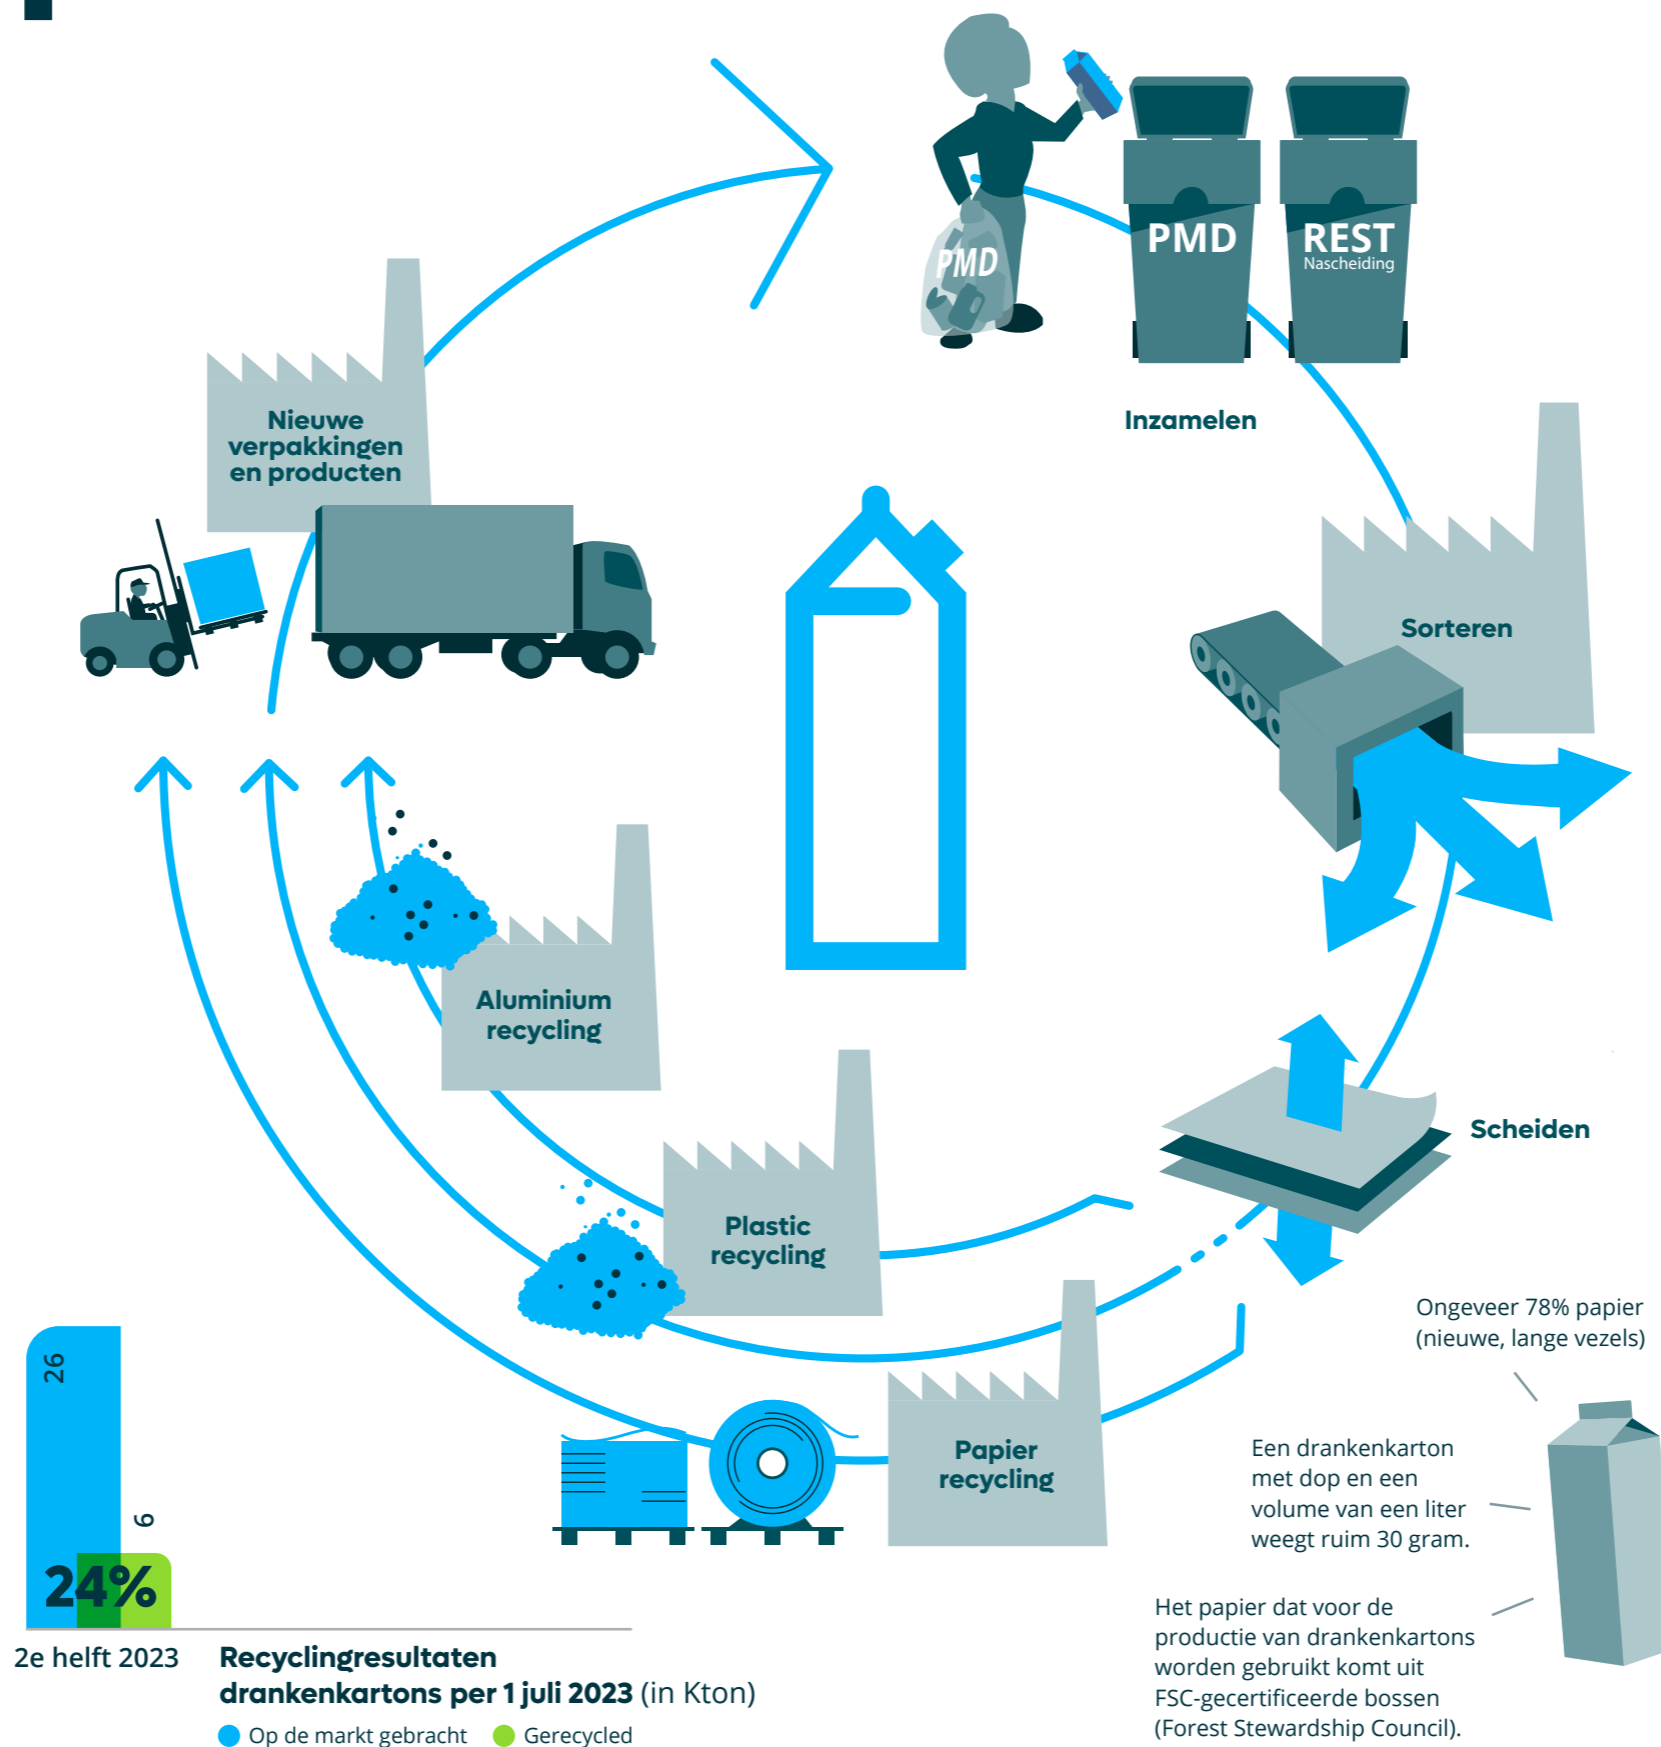 PMD
PMD
REST
Nascheiding
Inzamelen
Nieuwe
verpakkingen
en producten
Sorteren
Aluminium
recycling
Scheiden
Plastic
recycling
Papier
recycling
Ongeveer 78% papier
(nieuwe, lange vezels)
Een drankenkarton
met dop en een
volume van een liter
weegt ruim 30 gram.
Het papier dat voor de
productie van drankenkartons
worden gebruikt komt uit
FSC-gecertificeerde bossen
(Forest Stewardship Council).
26
6
24%
2e helft 2023
Recyclingresultaten
drankenkartons per 1 juli 2023 (in Kton)
Op de markt gebracht
Gerecycled